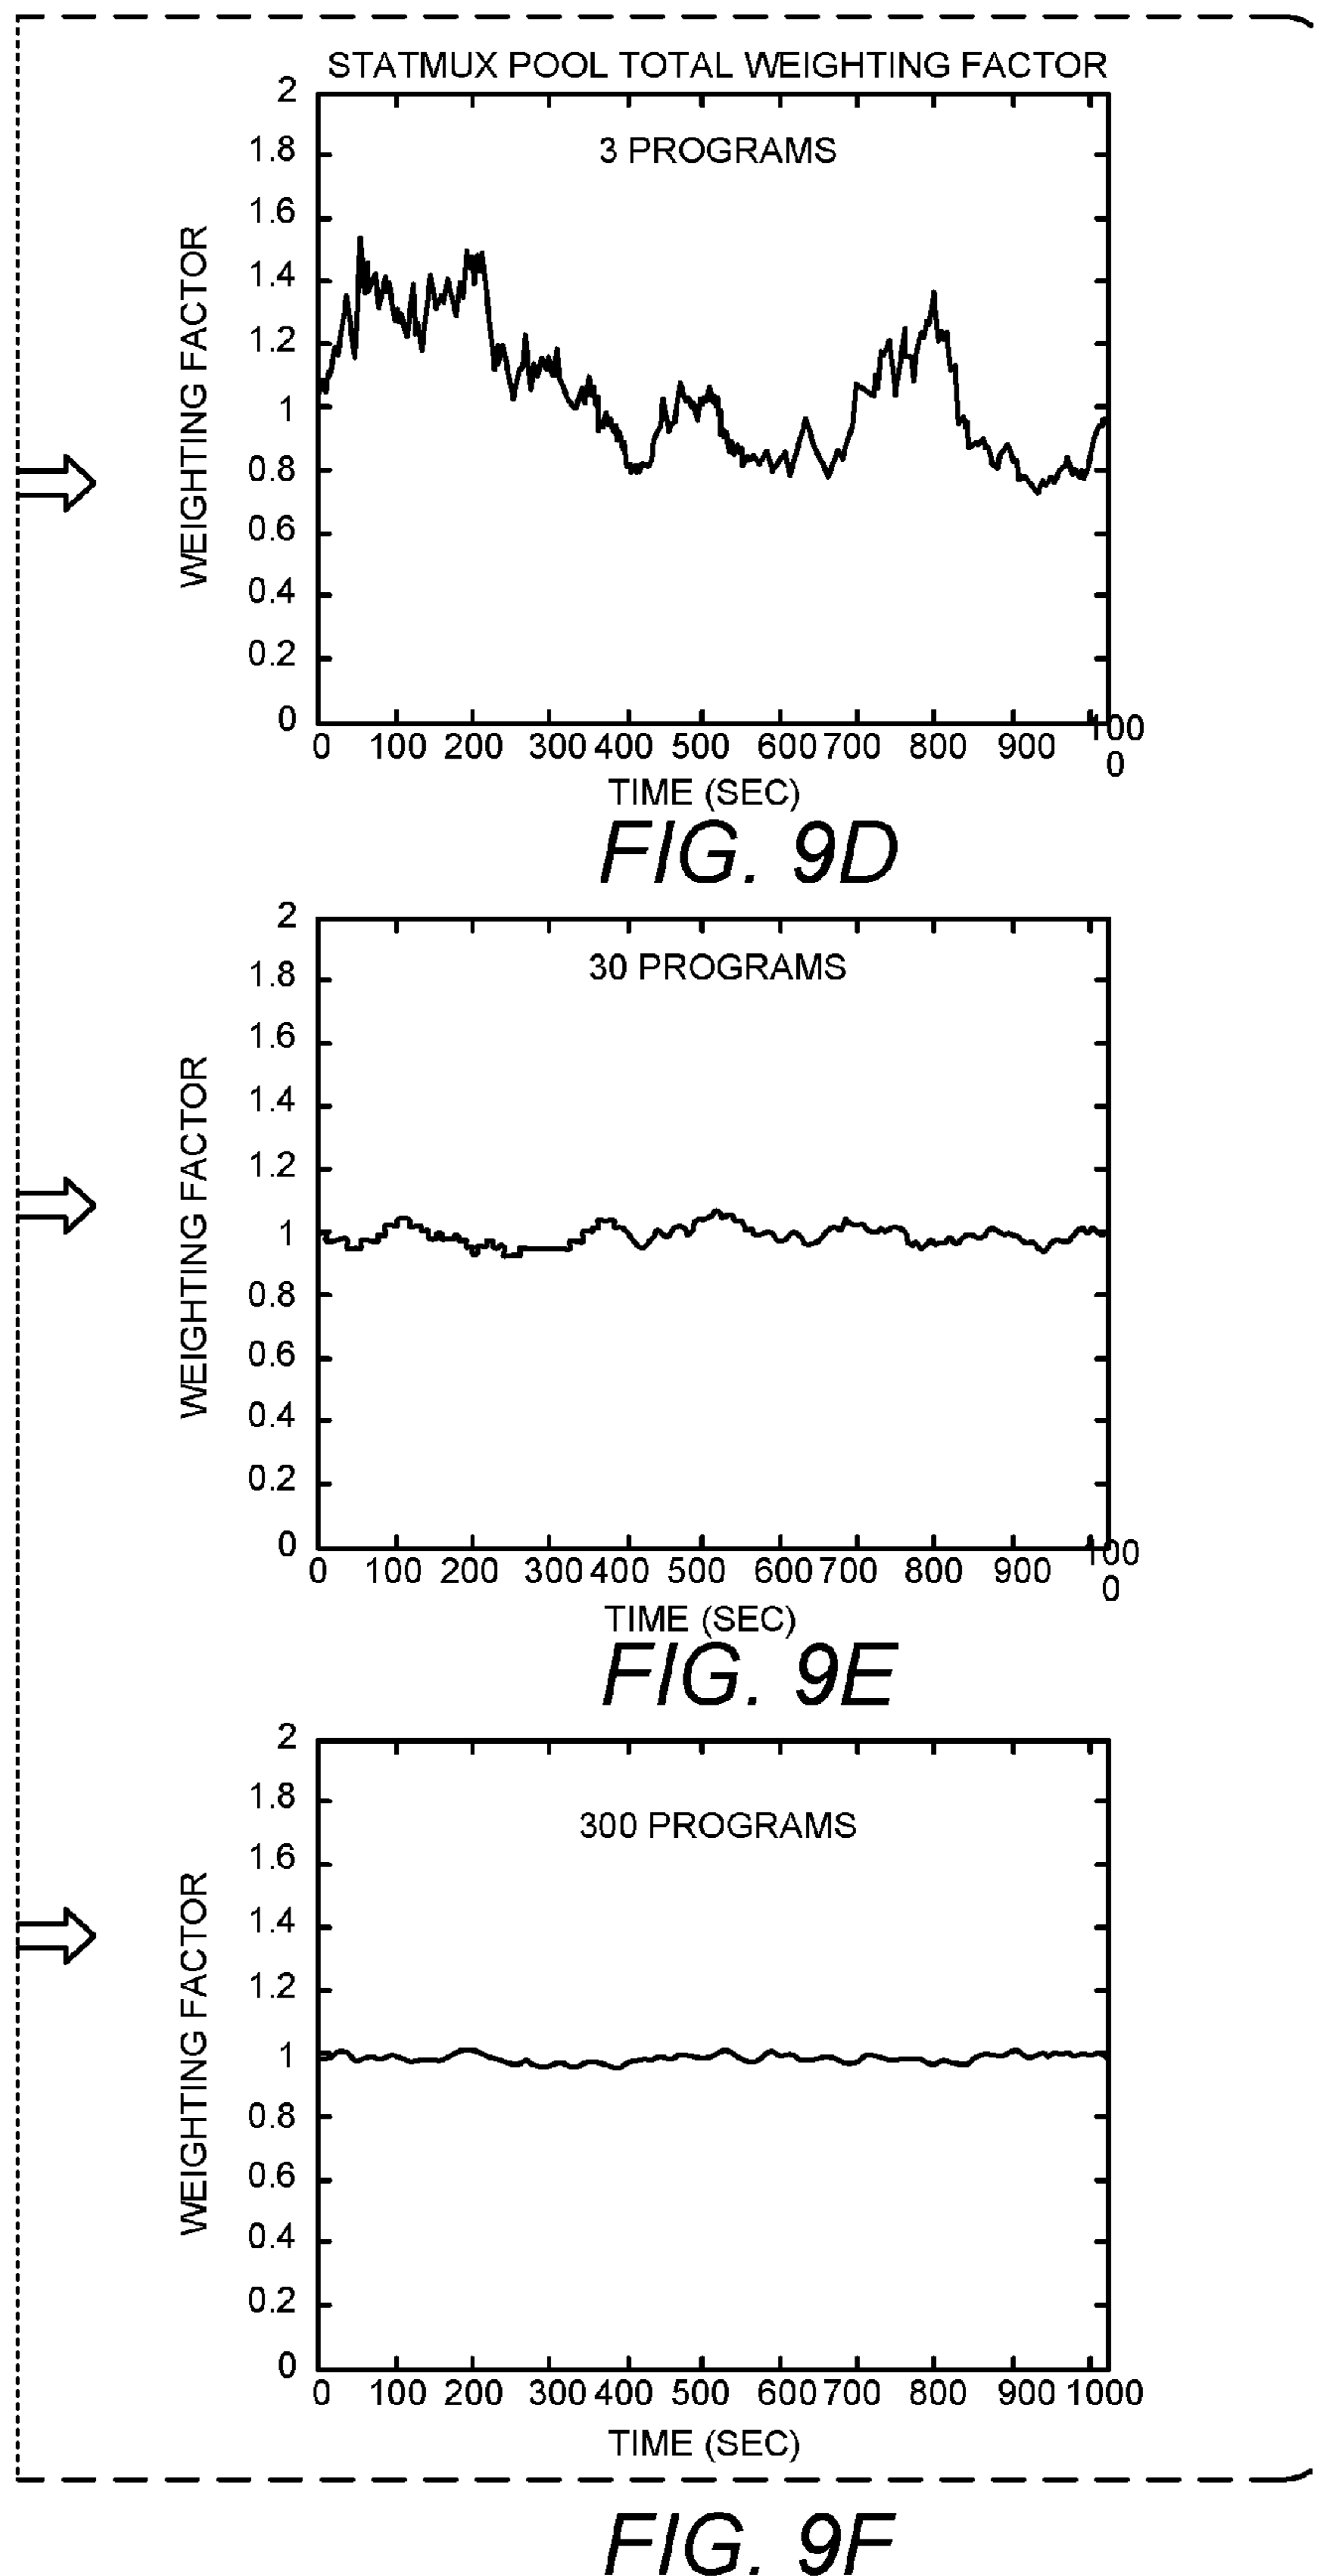 STATMUX POOL TOTAL WEIGHTING FACTOR
2
3 PROGRAMS
1.8
1.6
1.4
1.2
1
0.8
0.6
0.4
0.2
0
WEIGHTING FACTOR
0 100 200 300 400 500 600 700 800 900 100
0
TIME (SEC)
FIG. 9D
2
30 PROGRAMS
1.8
1.6
1.4
1.2
1
0.8
0.6
0.4
0.2
0
WEIGHTING FACTOR
0 100 200 300 400 500 600 700 800 900 100
0
TIME (SEC)
FIG. 9E
2
1.8
300 PROGRAMS
1.6
1.4
1.2
1
0.8
0.6
0.4
0.2
0
WEIGHTING FACTOR
0 100 200 300 400 500 600 700 800 900 1000
TIME (SEC)
FIG. 9F